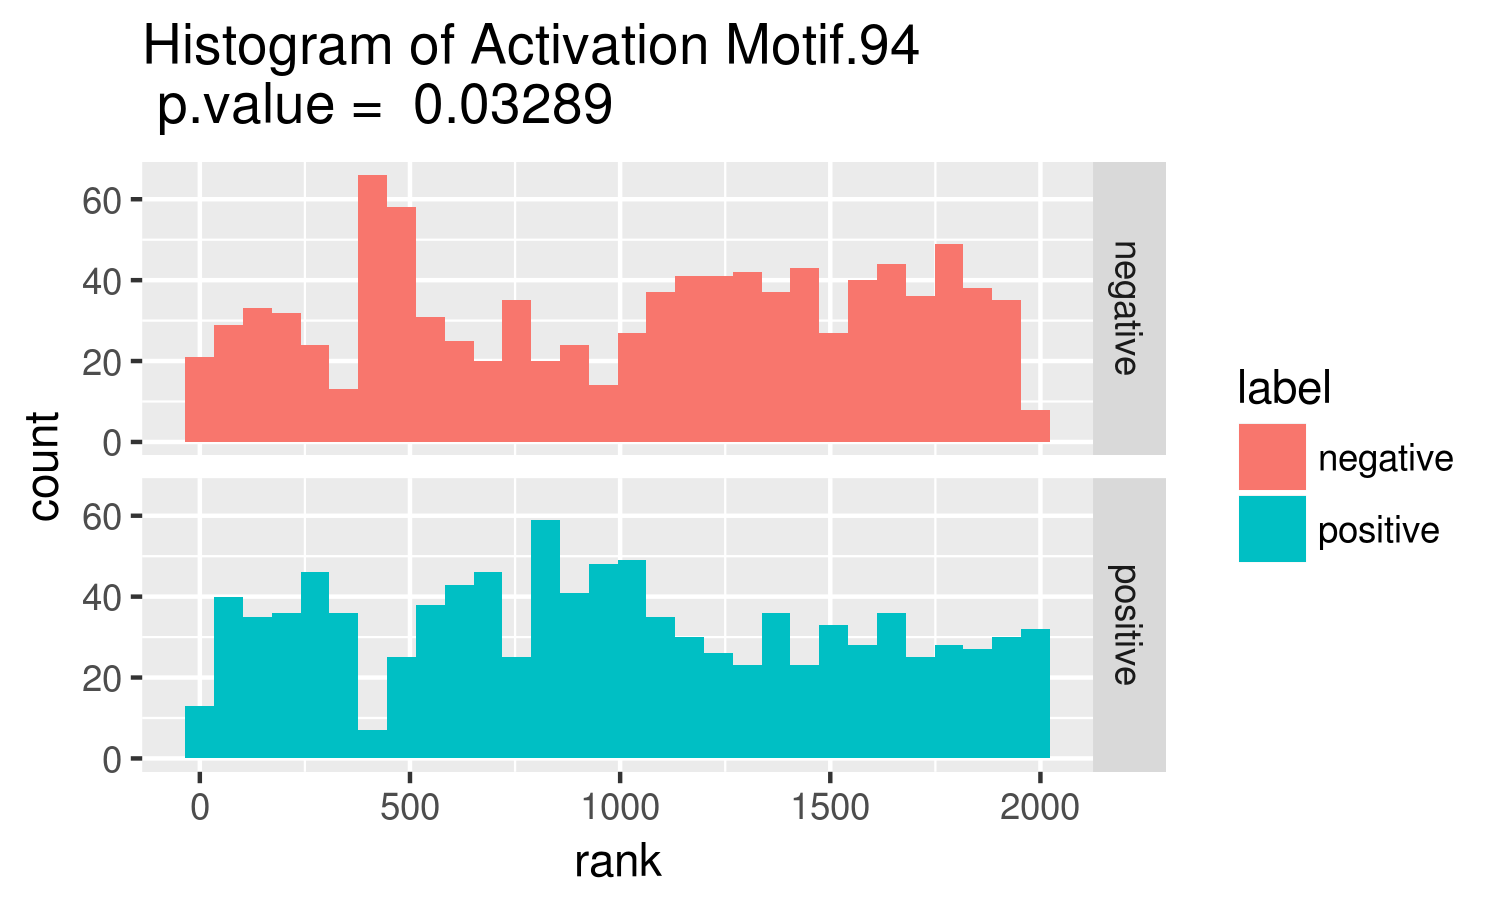 Histogram of Activation Motif.94
p.value = 0.03289
count
60
40
20
0
negative
60
40
20
0
positive
0 500 1000 1500 2000
rank
label
negative
positive